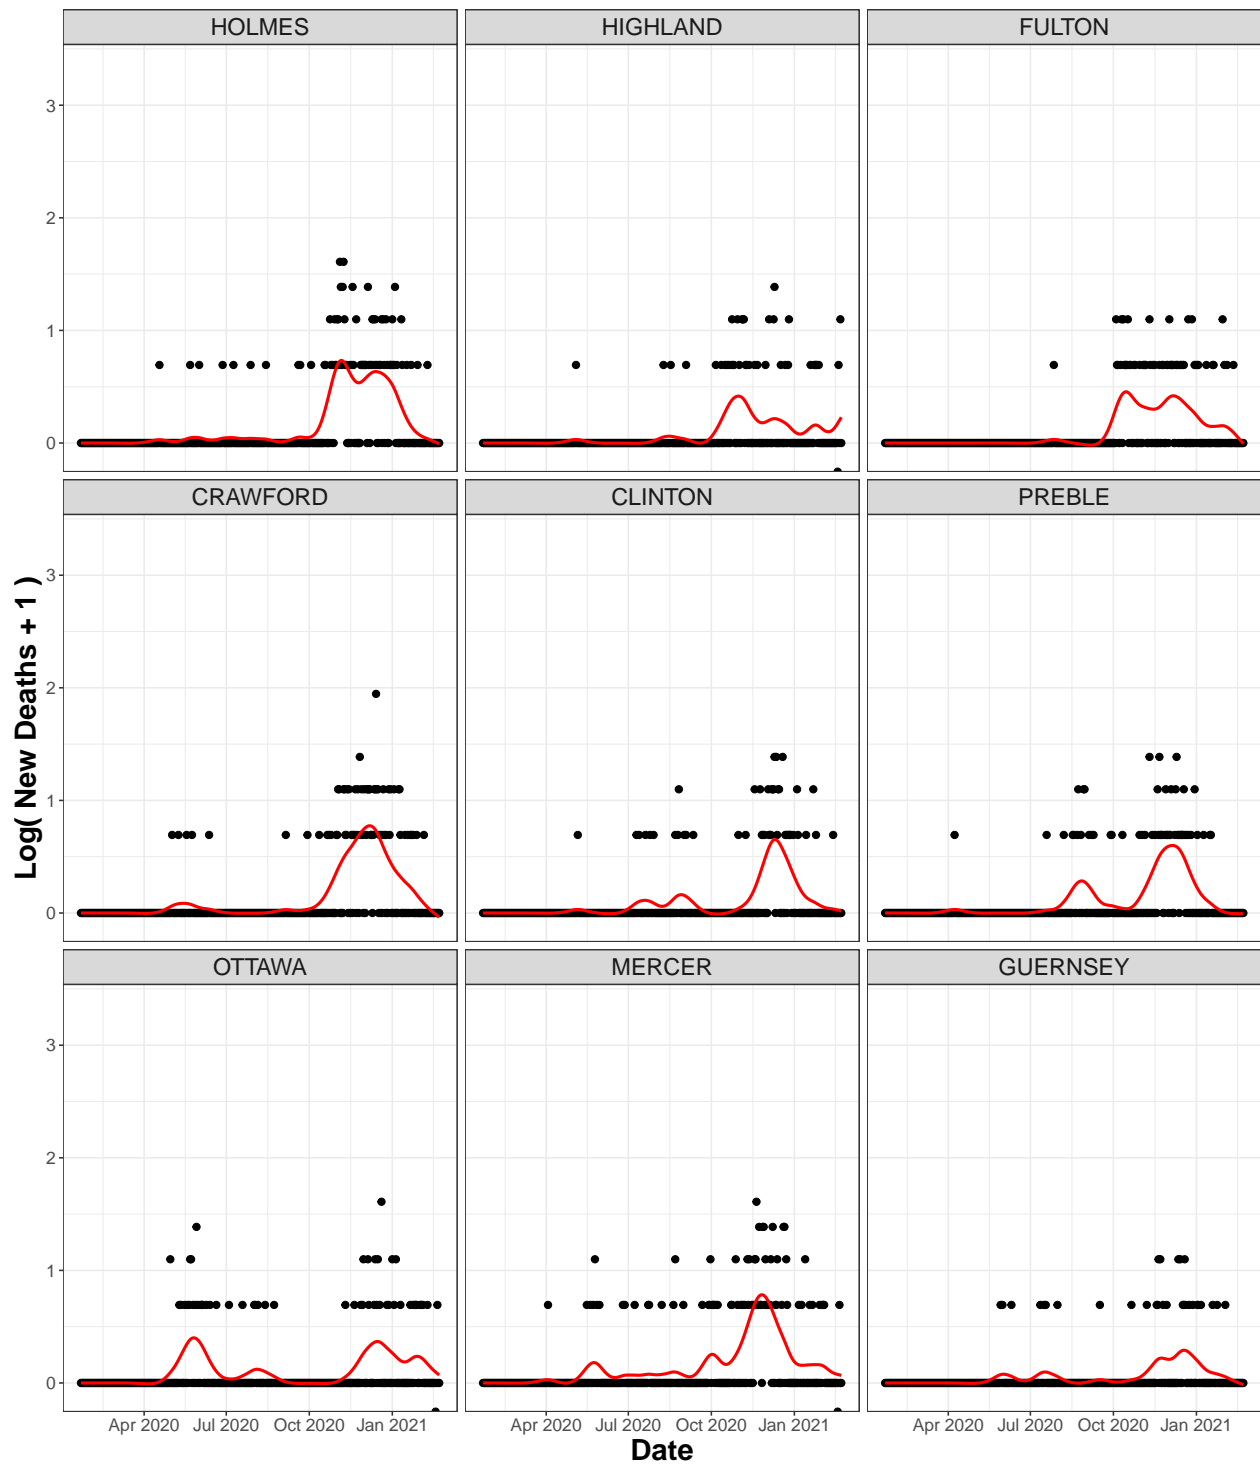 HOLMES HIGHLAND FULTON
3
2
1
0
CRAWFORD CLINTON PREBLE
3
2
1
0
OTTAWA MERCER GUERNSEY
3
2
1
0
Log( New Deaths + 1 )
Apr 2020 Jul 2020 Oct 2020 Jan 2021 Apr 2020 Jul 2020 Oct 2020 Jan 2021 Apr 2020 Jul 2020 Oct 2020 Jan 2021
Date